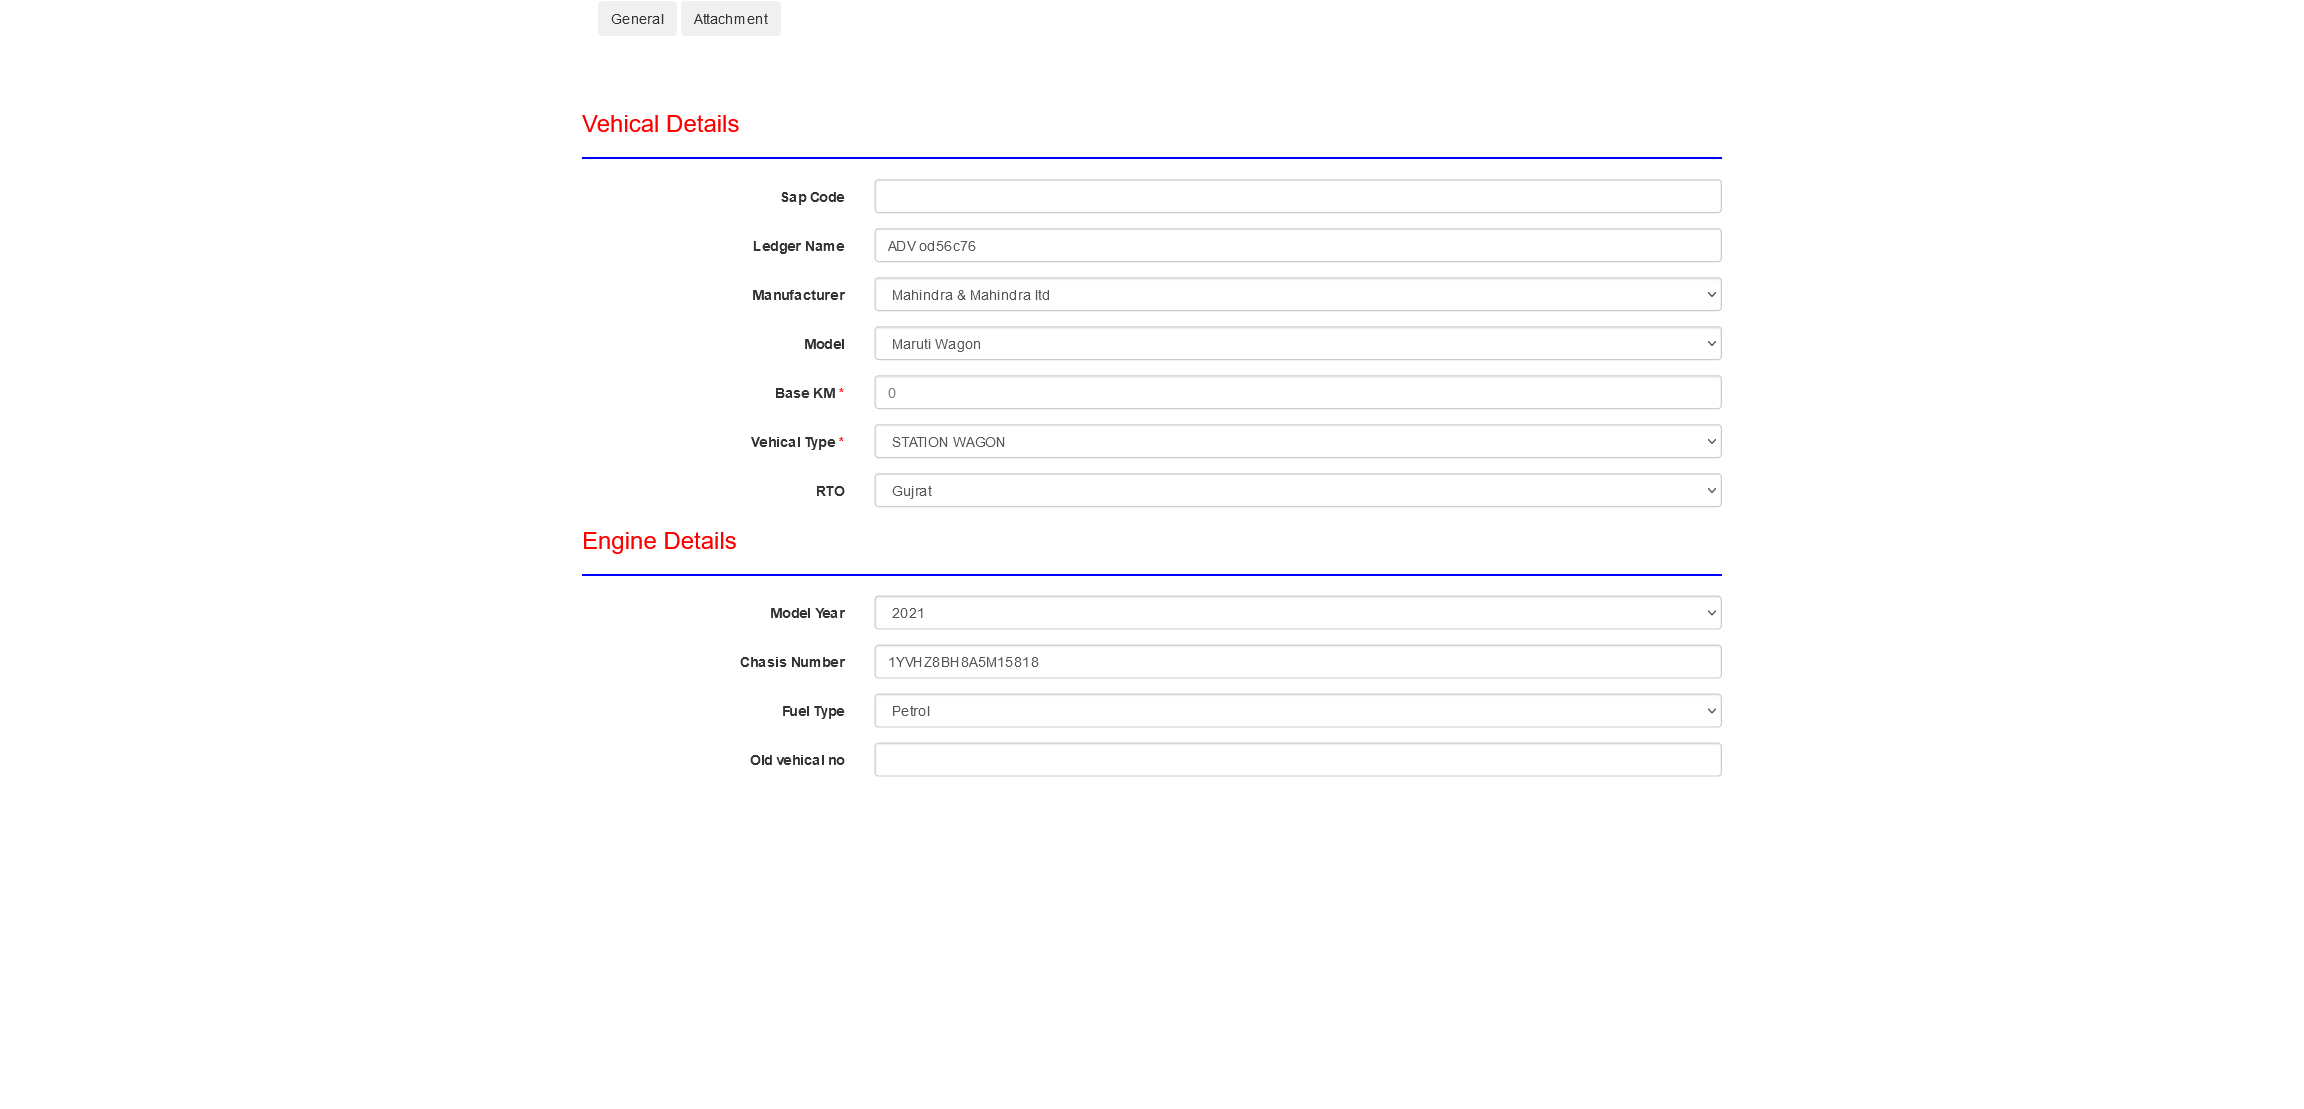 General Attachment
Vehical Details
Sap Code
Ledger Name ADV od56c76
Manufacturer Mahindra & Mahindra ltd
Model Maruti Wagon
Base KM * 0
Vehical Type * STATION WAGON
RTO Gujrat
Engine Details
Model Year 2021
Chasis Number 1YVHZ8BH8A5M15818
Fuel Type Petrol
Old vehical no